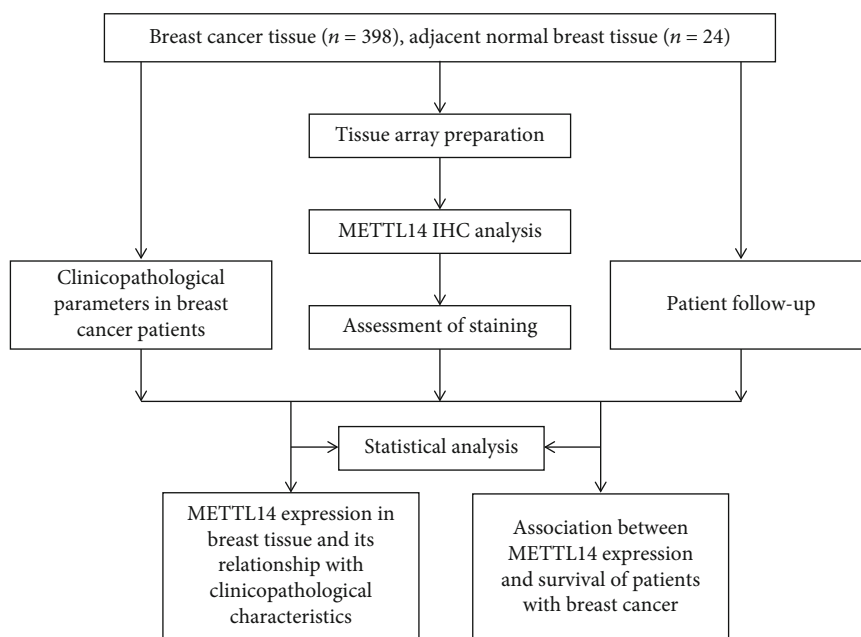 Breast cancer tissue (n = 398), adjacent normal breast tissue (n = 24)
Tissue array preparation
METTL14 IHC analysis
Clinicopathological
parameters in breast
cancer patients
Assessment of staining
Patient follow-up
Statistical analysis
METTL14 expression in
breast tissue and its
relationship with
clinicopathological
characteristics
Association between
METTL14 expression
and survival of patients
with breast cancer